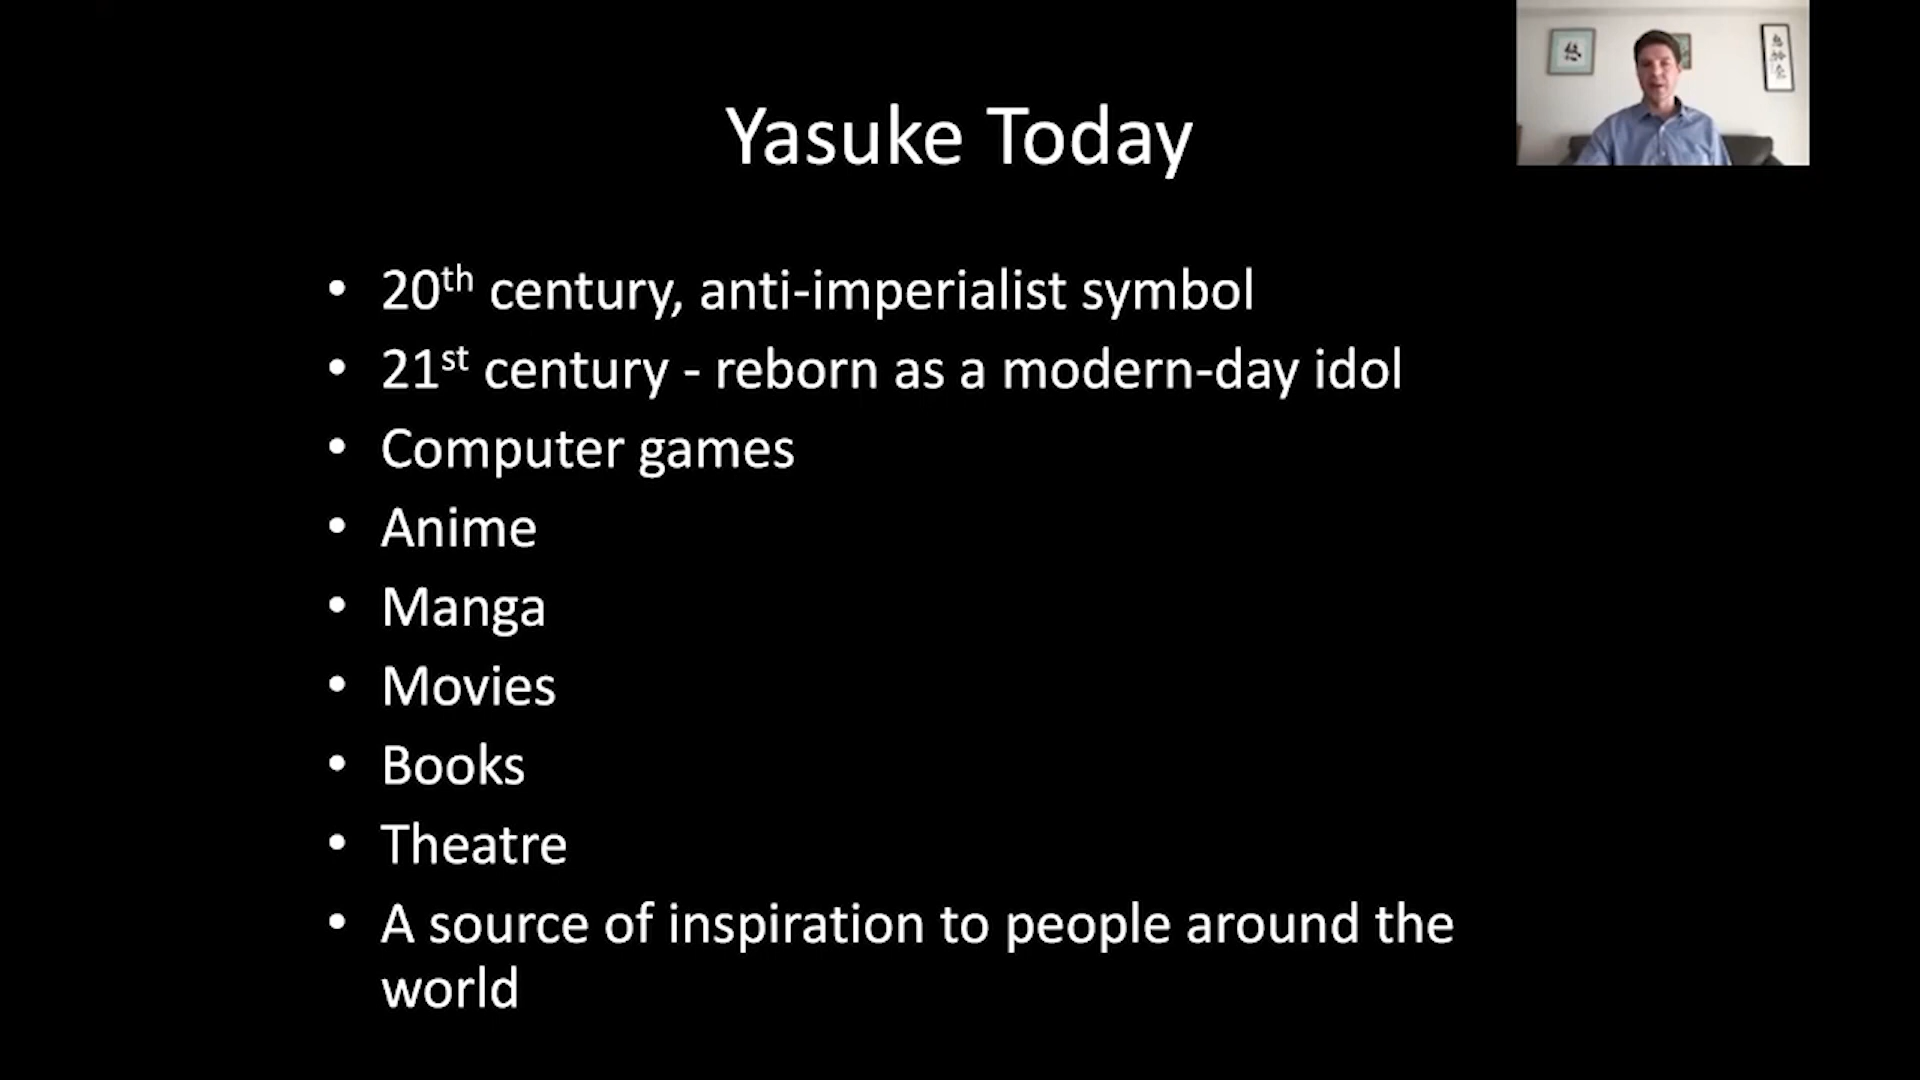 Yasuke Today
• 20th century, anti-imperialist symbol
• 21st century - reborn as a modern-day idol
• Computer games
• Anime
• Manga
• Movies
• Books
• Theatre
• A source of inspiration to people around the
world